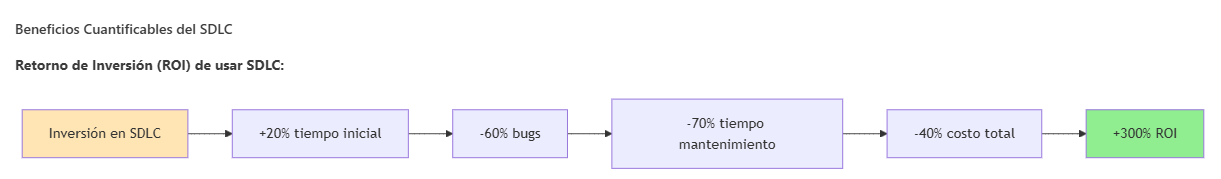 Beneficios Cuantificables del SDLC
Retorno de Inversión (ROI) de usar SDLC:
Inversión en SDLC
+20% tiempo inicial
-60% bugs
-70% tiempo
mantenimiento
-40% costo total
+300% ROI